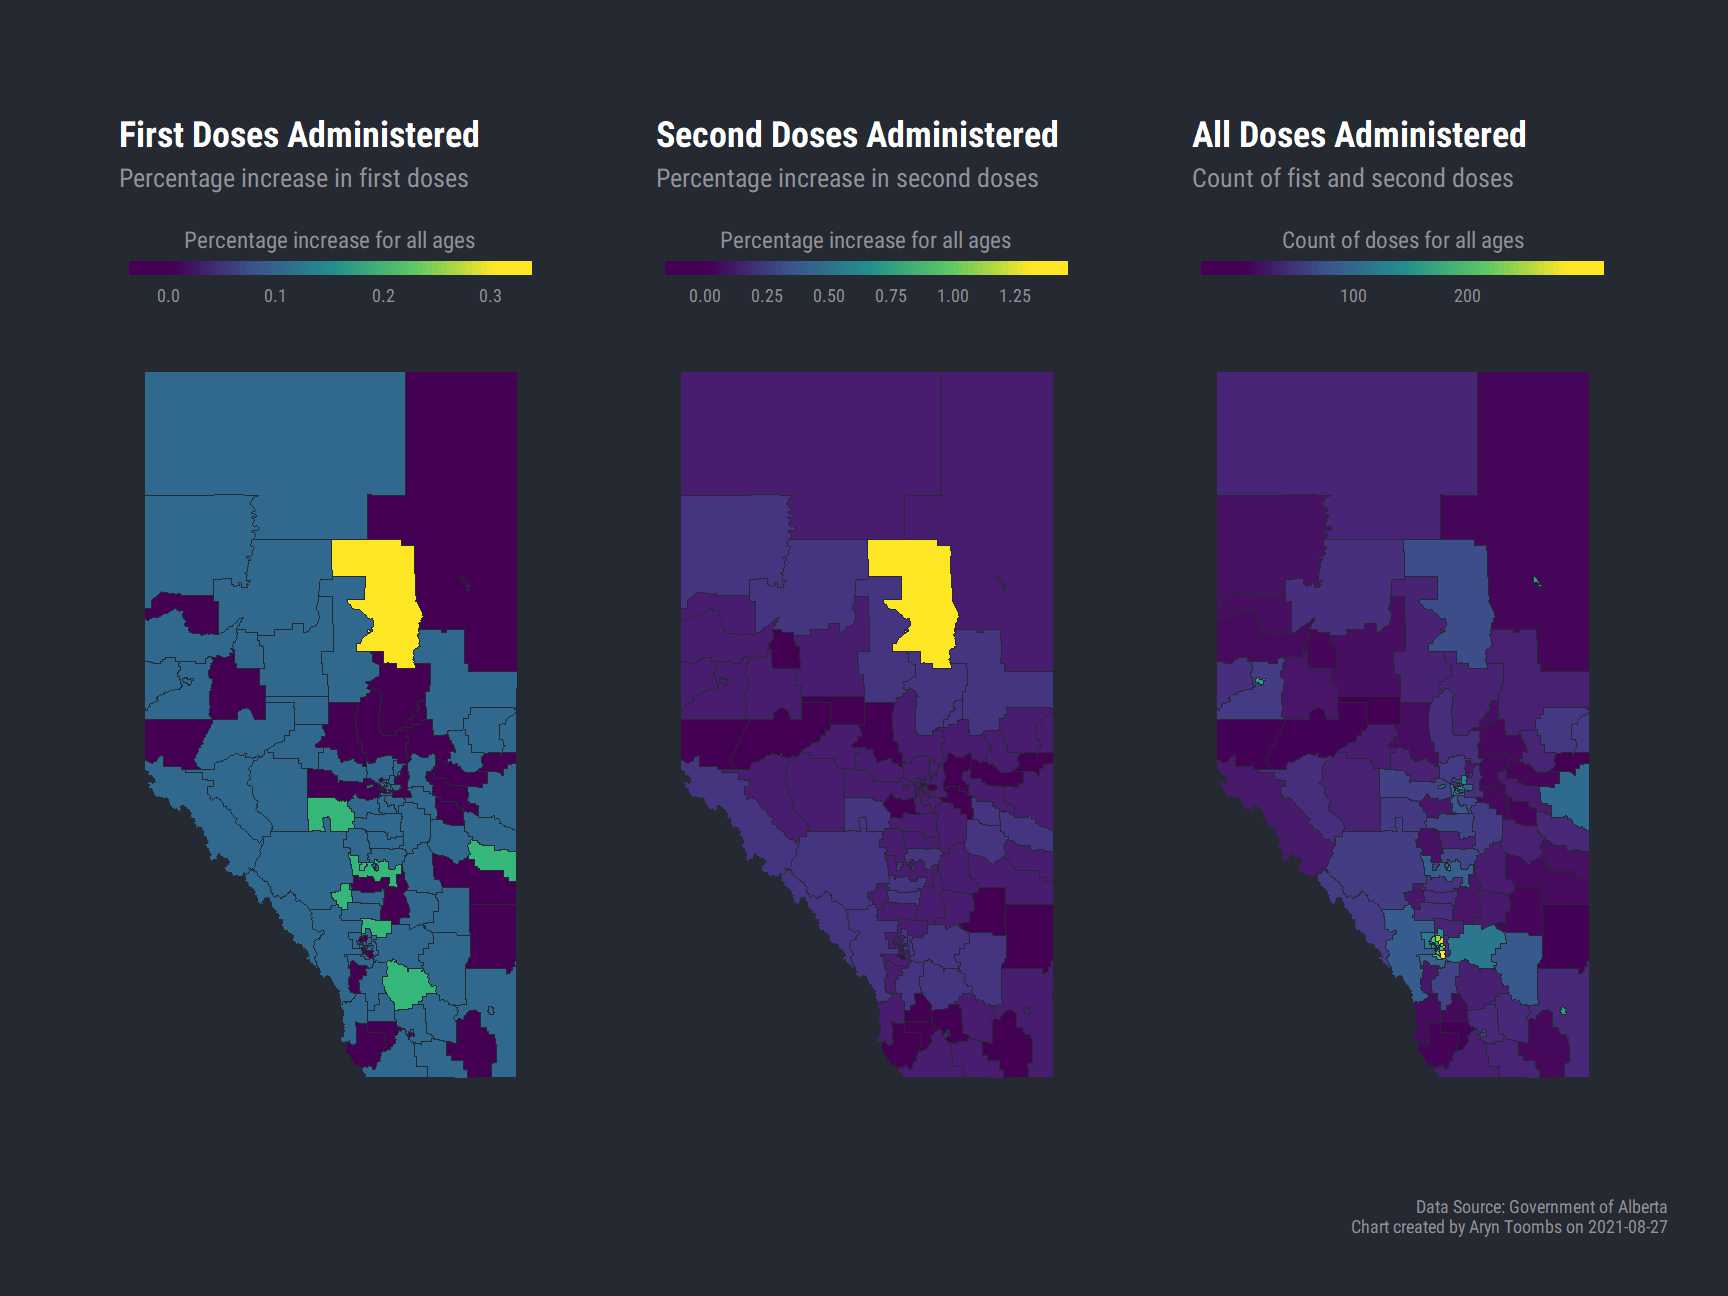 First Doses Administered
Percentage increase in first doses
Percentage increase for all ages
0.0 0.1 0.2 0.3
Second Doses Administered
Percentage increase in second doses
Percentage increase for all ages
0.00 0.25 0.50 0.75 1.00 1.25
All Doses Administered
Count of fist and second doses
Count of doses for all ages
100 200
Data Source: Government of Alberta
Chart created by Aryn Toombs on 2021-08-27